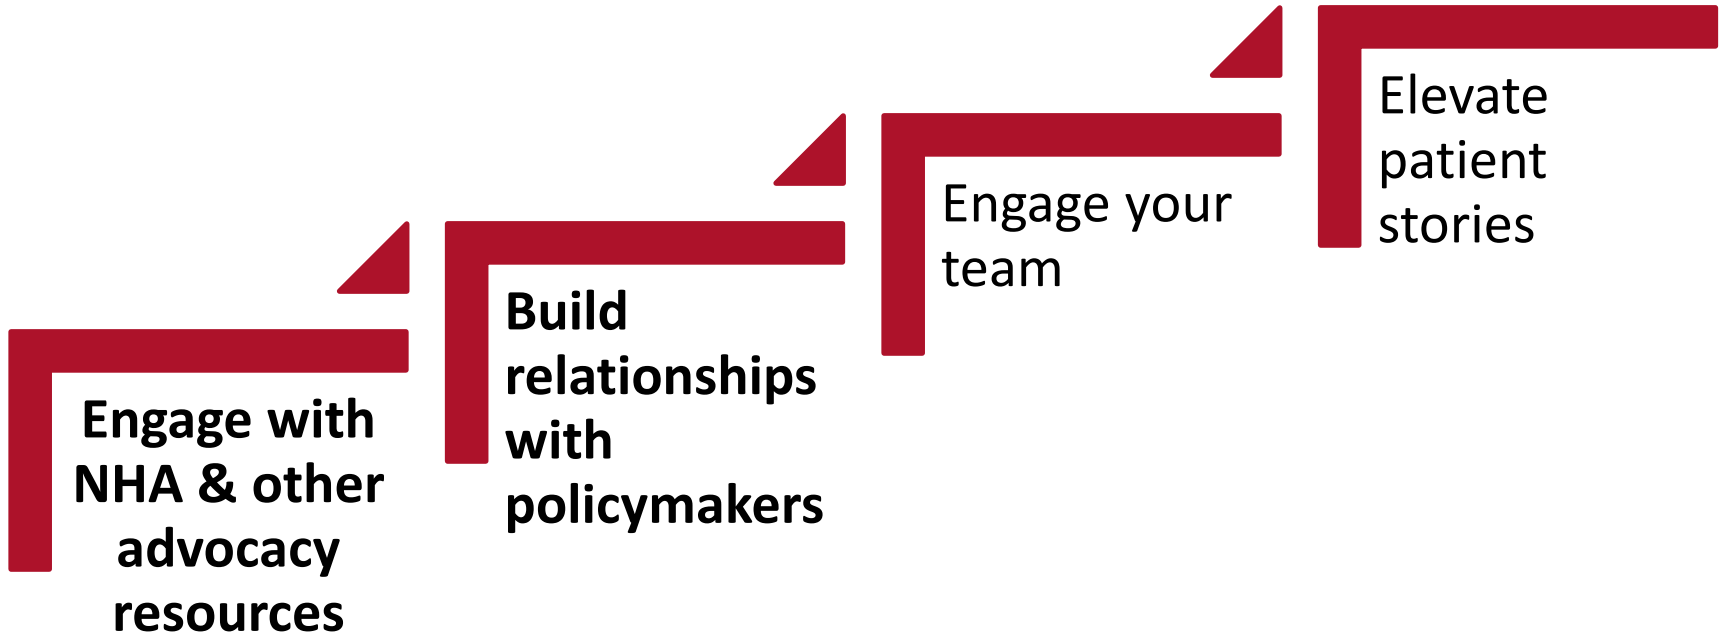 Engage with
NHA & other
advocacy
resources
Build
relationships
with
policymakers
Engage your
team
Elevate
patient
stories